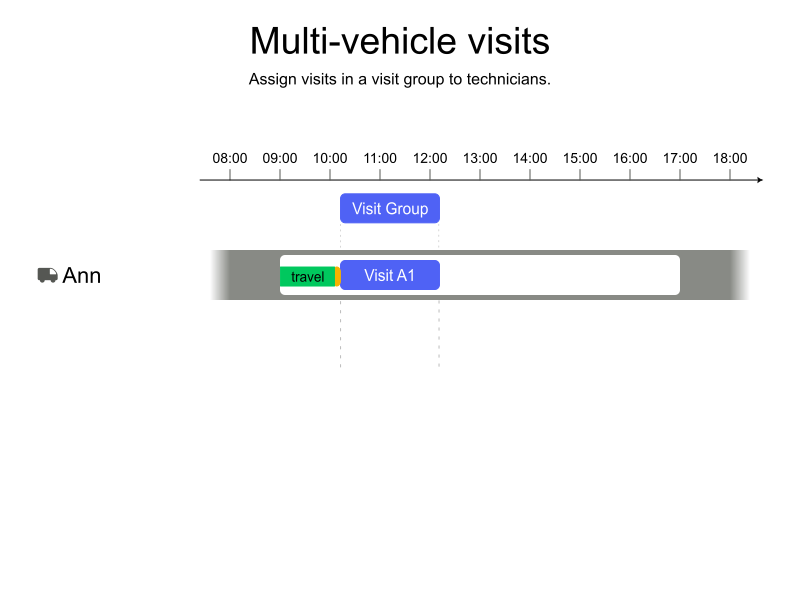 Multi-vehicle visits
Assign visits in a visit group to technicians.
08:00 09:00 10:00 11:00 12:00 13:00 14:00 15:00 16:00 17:00 18:00
Visit Group
Ann
travel
Visit A1